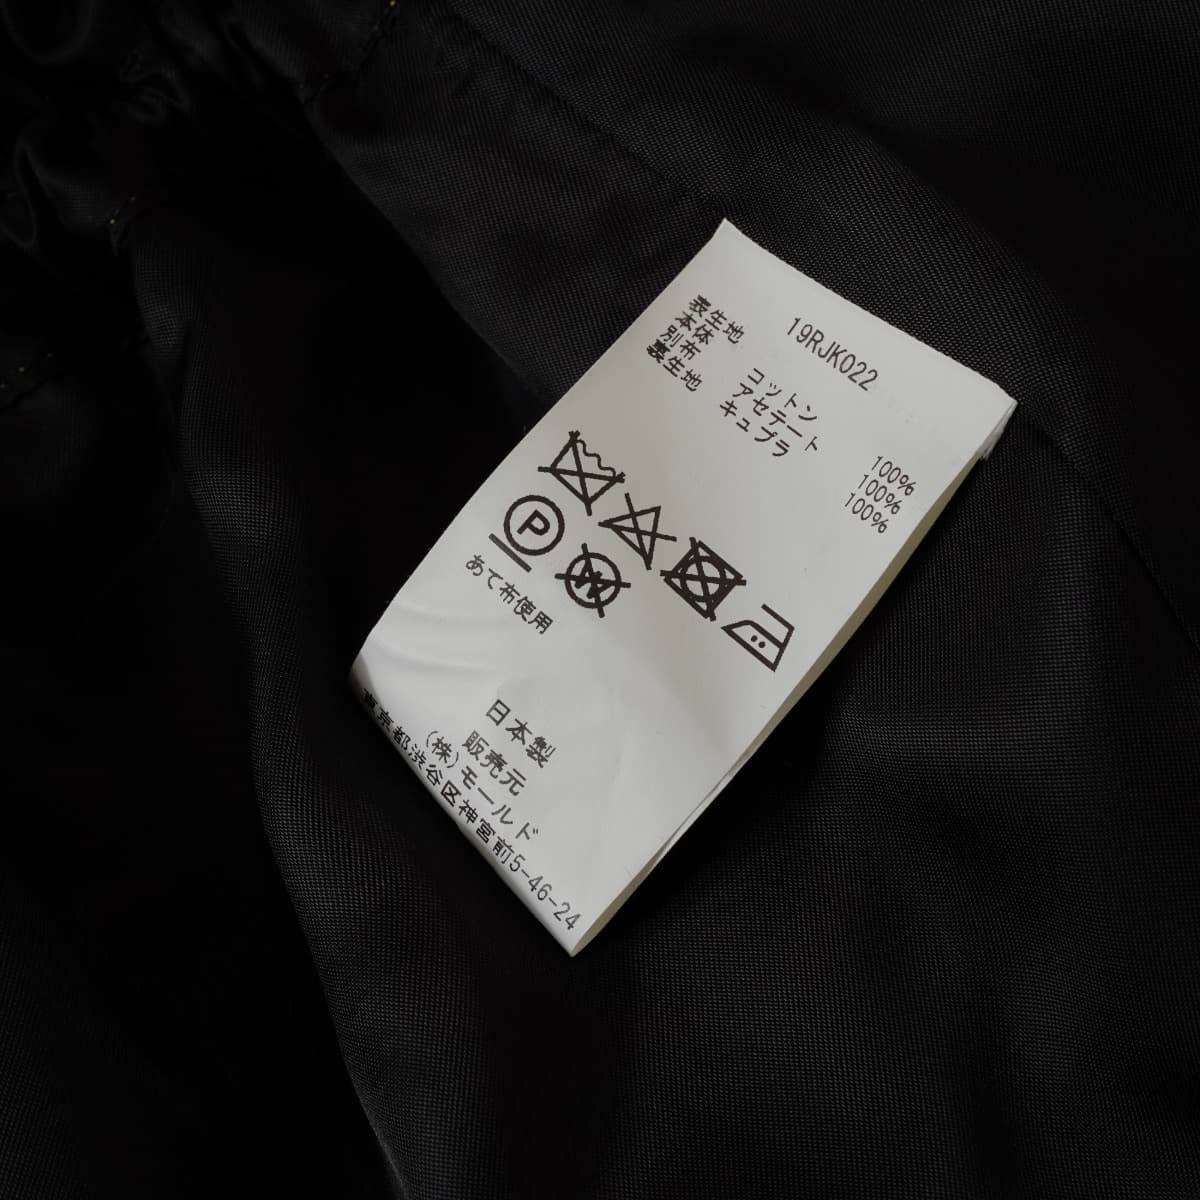 19RJK022
表生地
本体 コットン 100%
別布 アセテート 100%
裏生地 キュプラ 100%
P
W
あて布使用
日本製
販売元
(株)モールド
東京都渋谷区神宮前5-46-24